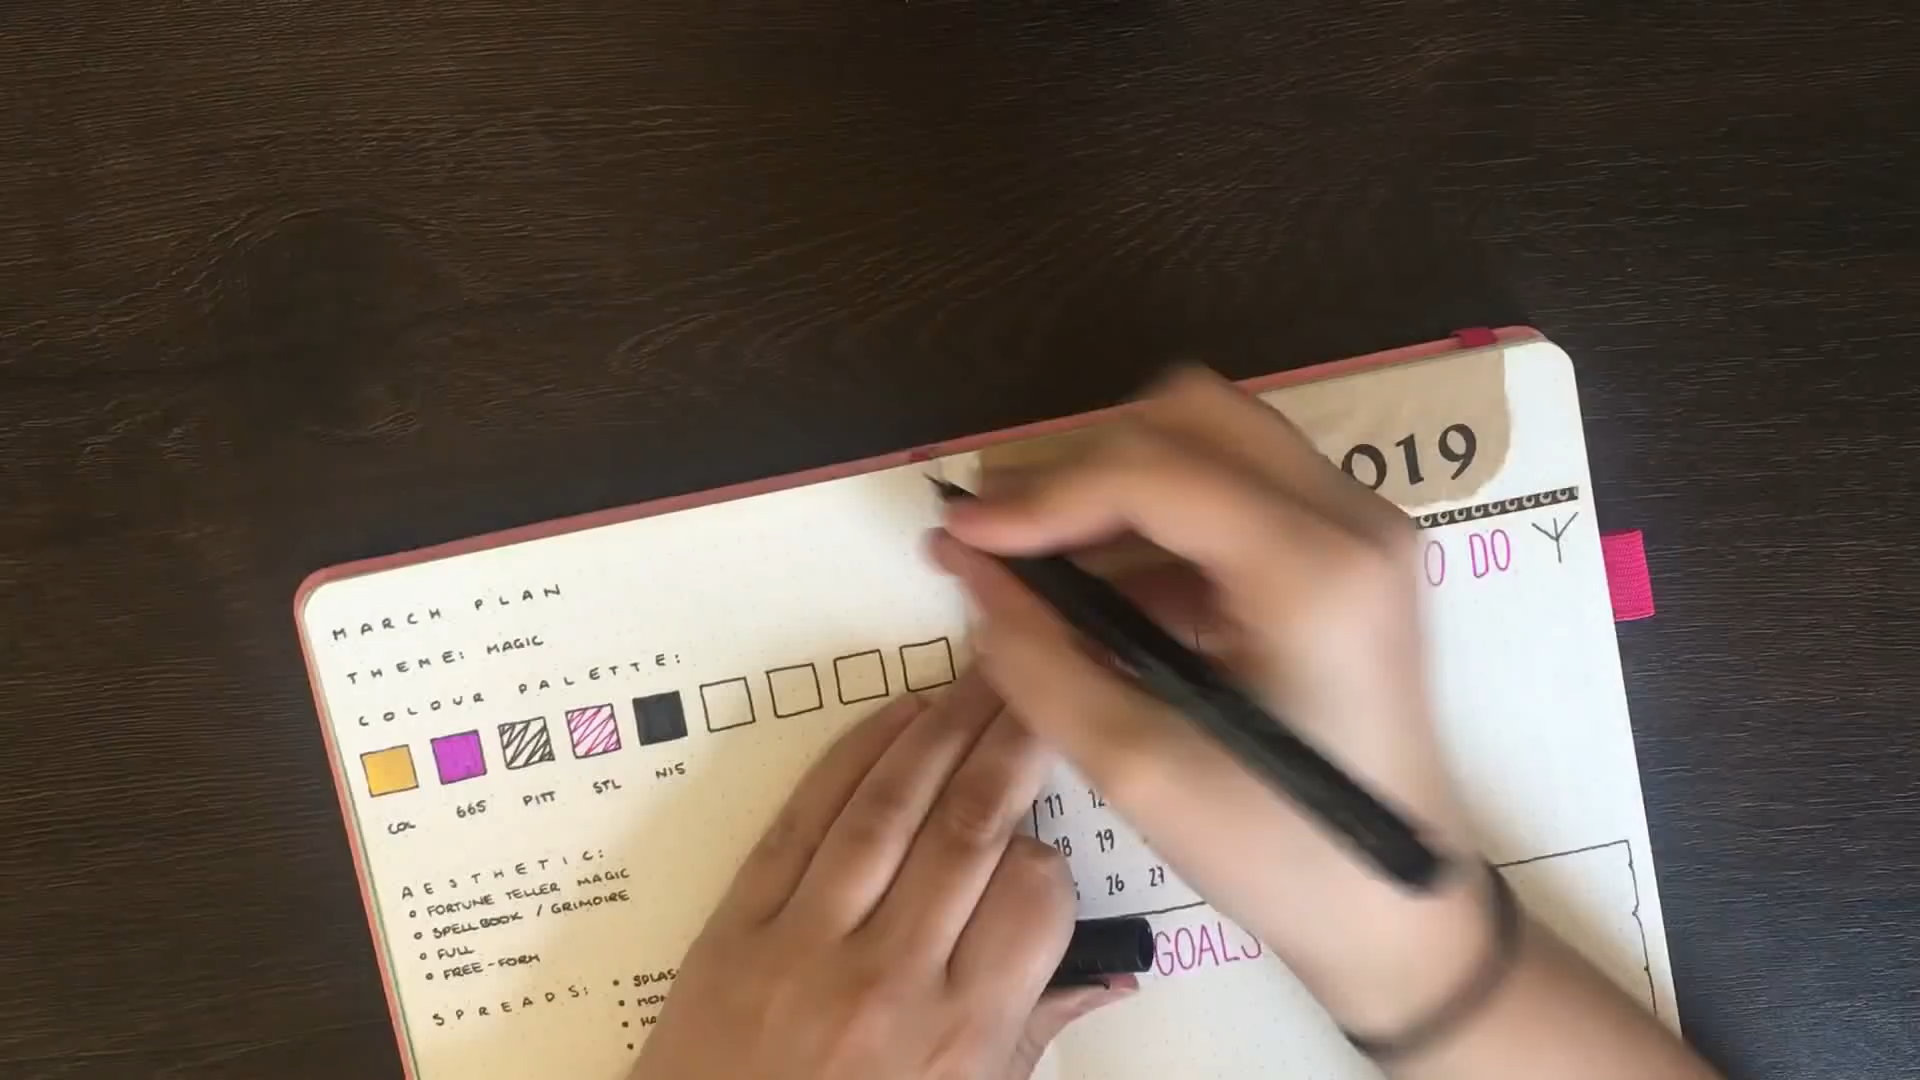 MARCH PLAN
THEME: MAGIC
COLOUR PALETTE:
COL 665 PITT STL N15
AESTHETIC:
• FORTUNE TELLER MAGIC
• SPELLBOOK / GRIMOIRE
• FULL
• FREE-FORM
SPREADS:
019
O DO
11 12
18 19
26 27
GOALS